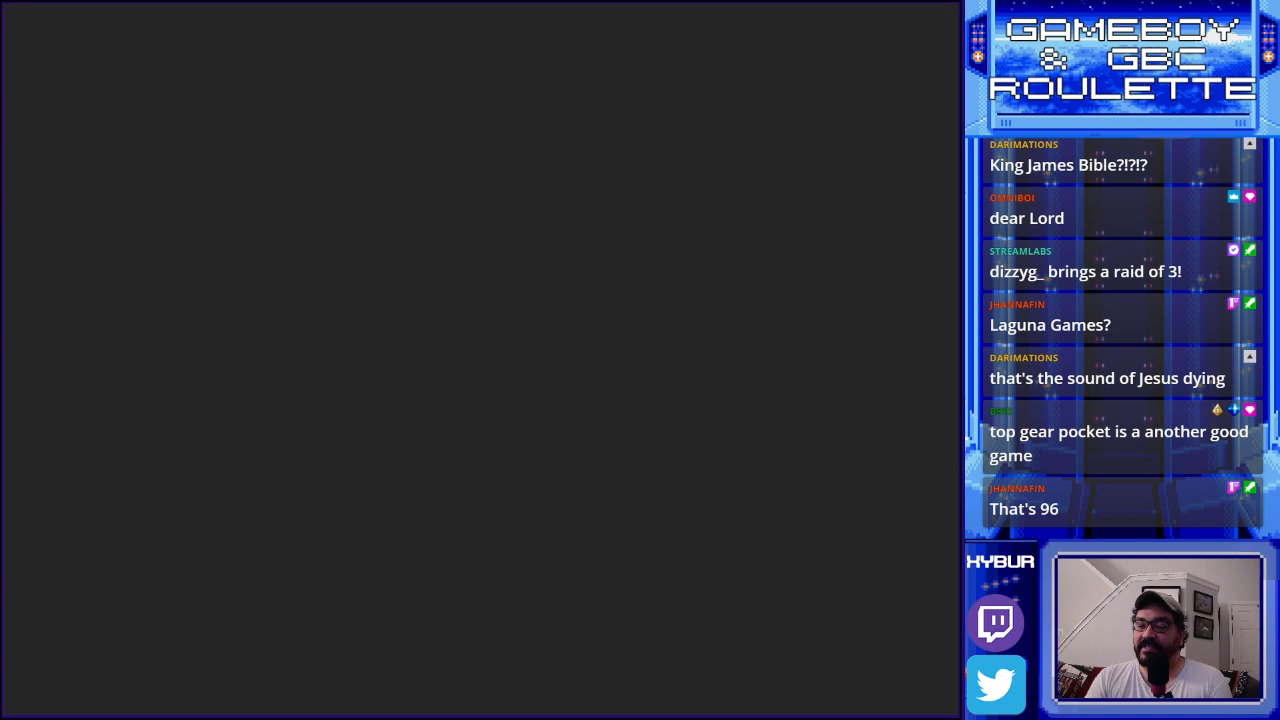 GAMEBOY
& GBC
ROULETTE
DARIMATIONS
King James Bible?!?!?
OMNIBOI
dear Lord
STREAMLABS
dizzyg_ brings a raid of 3!
JHANNAFIN
Laguna Games?
DARIMATIONS
that's the sound of Jesus dying
top gear pocket is a another good
game
JHANNAFIN
That's 96
HYBUR